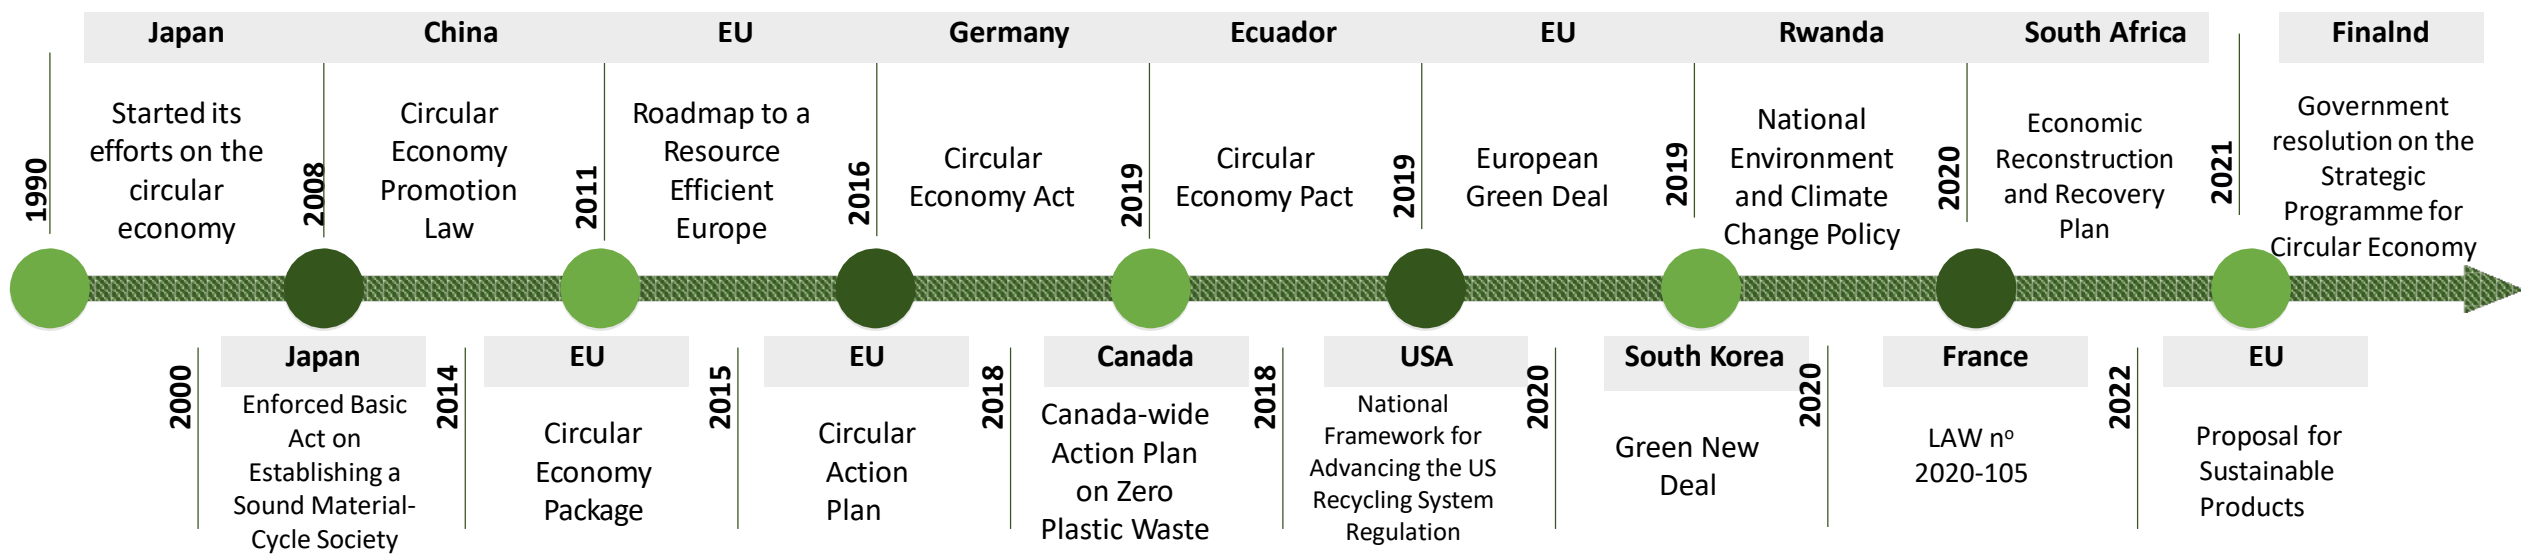 Japan
1990
Started its
efforts on the
circular
economy
China
2008
Circular
Economy
Promotion
Law
EU
2011
Roadmap to a
Resource
Efficient
Europe
Germany
2016
Circular
Economy Act
Ecuador
2019
Circular
Economy Pact
EU
2019
European
Green Deal
Rwanda
2019
National
Environment
and Climate
Change Policy
South Africa
2020
Economic
Reconstruction
and Recovery
Plan
Finalnd
2021
Government
resolution on the
Strategic
Programme for
Circular Economy
Japan
2000
Enforced Basic
Act on
Establishing a
Sound Material-
Cycle Society
EU
2014
Circular
Economy
Package
EU
2015
Circular
Action
Plan
Canada
2018
Canada-wide
Action Plan
on Zero
Plastic Waste
USA
2018
National
Framework for
Advancing the US
Recycling System
Regulation
South Korea
2020
Green New
Deal
France
2020
LAW nº
2020-105
EU
2022
Proposal for
Sustainable
Products